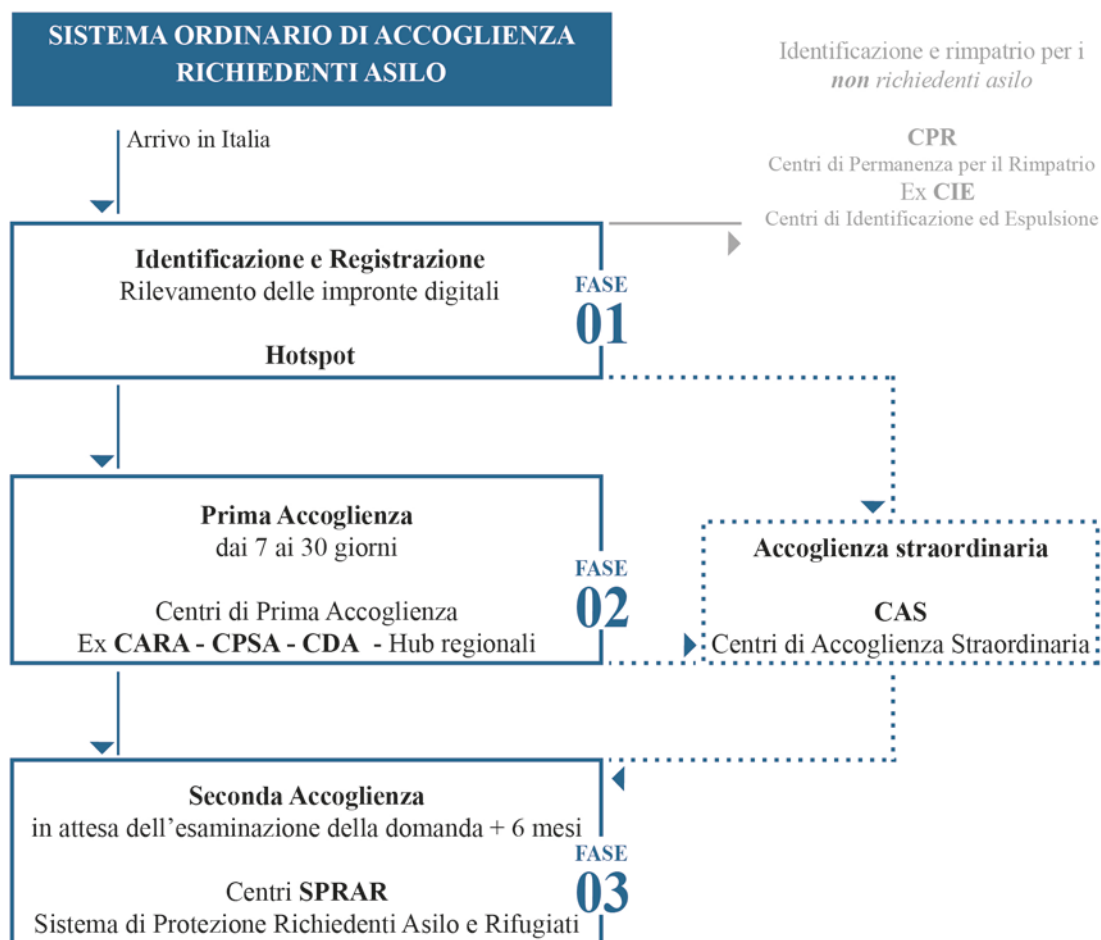 SISTEMA ORDINARIO DI ACCOGLIENZA
RICHIEDENTI ASILO
Identificazione e rimpatrio per i
non richiedenti asilo
CPR
Centri di Permanenza per il Rimpatrio
Ex CIE
Centri di Identificazione ed Espulsione
Arrivo in Italia
Identificazione e Registrazione
Rilevamento delle impronte digitali
Hotspot
FASE
01
Prima Accoglienza
dai 7 ai 30 giorni
Centri di Prima Accoglienza
Ex CARA - CPSA - CDA - Hub regionali
FASE
02
Accoglienza straordinaria
CAS
Centri di Accoglienza Straordinaria
Seconda Accoglienza
in attesa dell’esaminazione della domanda + 6 mesi
Centri SPRAR
Sistema di Protezione Richiedenti Asilo e Rifugiati
FASE
03